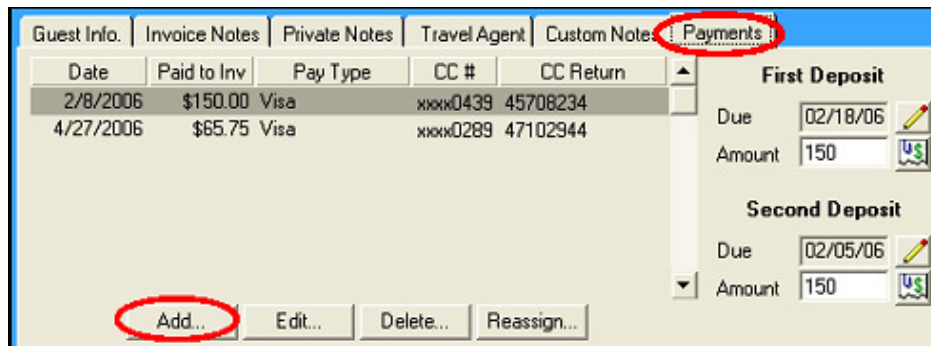 Guest Info. Invoice Notes Private Notes Travel Agent Custom Notes Payments
Date Paid to Inv Pay Type CC # CC Return
2/8/2006 $150.00 Visa xxxx0439 45708234
4/27/2006 $65.75 Visa xxxx0289 47102944
First Deposit
Due 02/18/06
Amount 150 U$
Second Deposit
Due 02/05/06
Amount 150 U$
Add... Edit... Delete... Reassign...